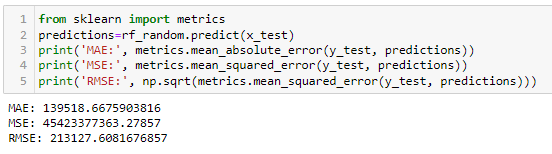 1 from sklearn import metrics
2 predictions=rf_random.predict(x_test)
3 print('MAE:', metrics.mean_absolute_error(y_test, predictions))
4 print('MSE:', metrics.mean_squared_error(y_test, predictions))
5 print('RMSE:', np.sqrt(metrics.mean_squared_error(y_test, predictions)))
MAE: 139518.6675903816
MSE: 45423377363.27857
RMSE: 213127.6081676857